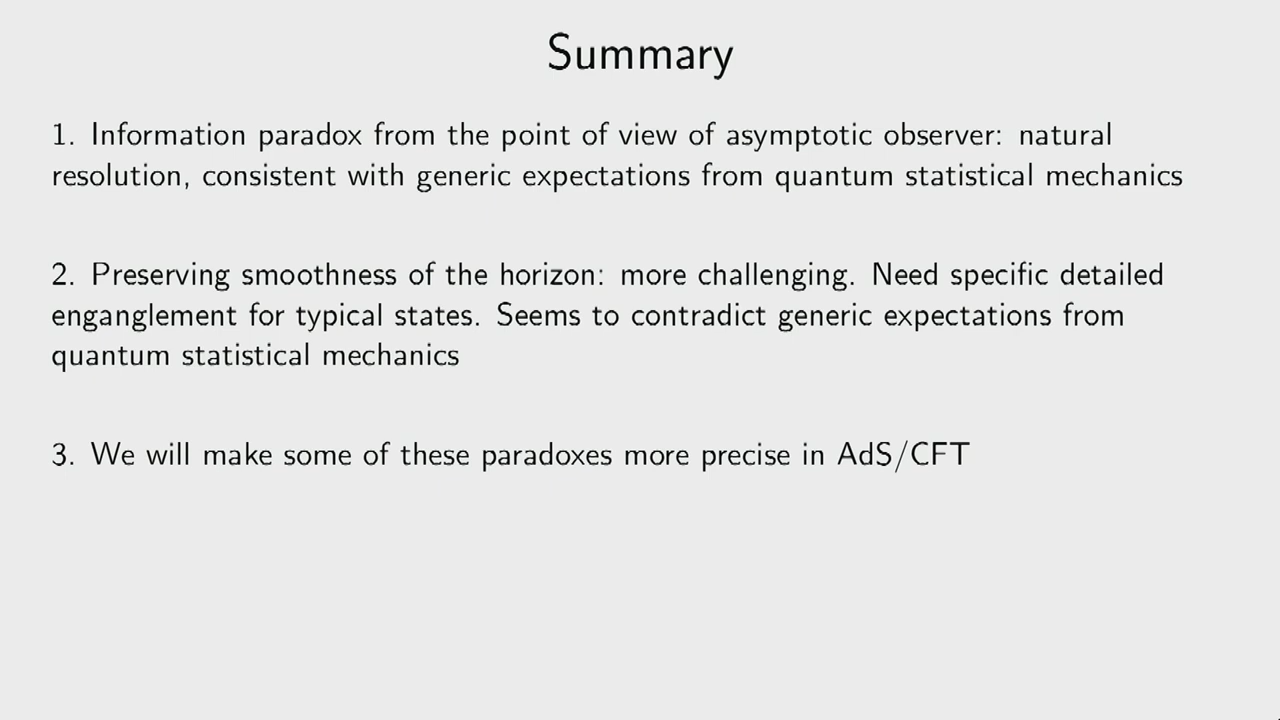 Summary
1. Information paradox from the point of view of asymptotic observer: natural
resolution, consistent with generic expectations from quantum statistical mechanics
2. Preserving smoothness of the horizon: more challenging. Need specific detailed
enganglement for typical states. Seems to contradict generic expectations from
quantum statistical mechanics
3. We will make some of these paradoxes more precise in AdS/CFT